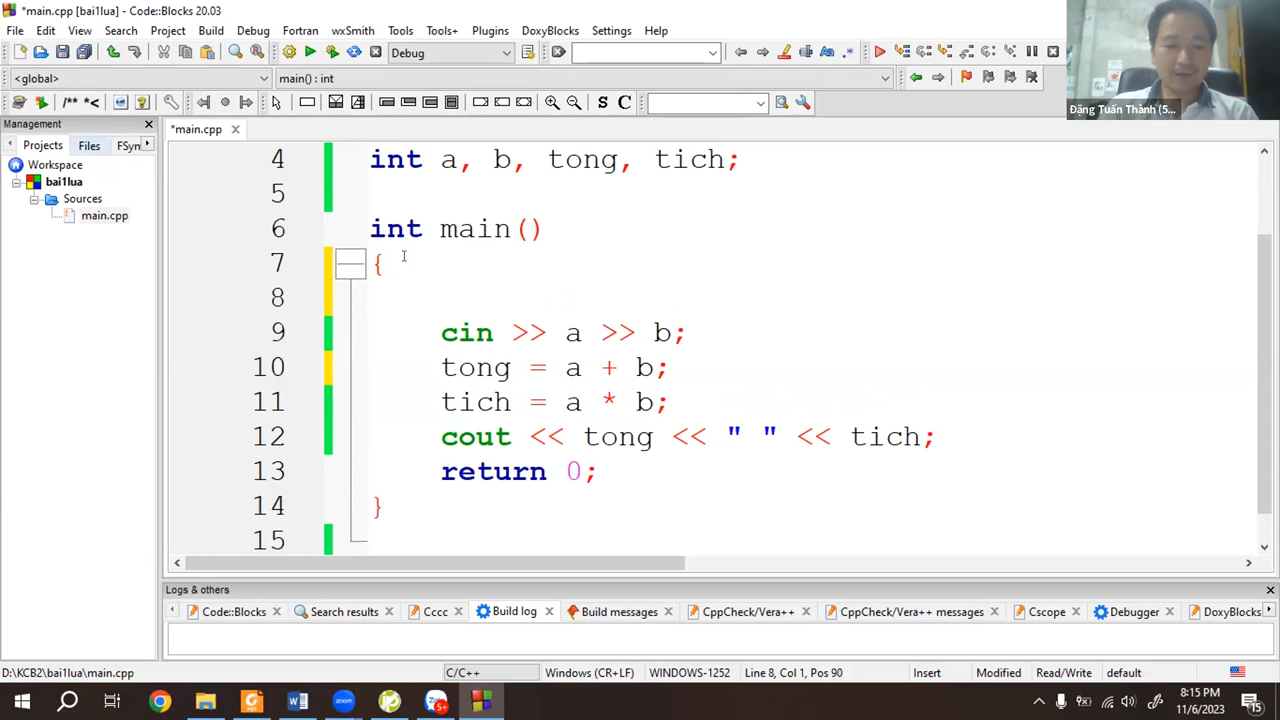 *main.cpp [bai1lua] - Code::Blocks 20.03
File Edit View Search Project Build Debug Fortran wxSmith Tools Tools+ Plugins DoxyBlocks Settings Help
Debug
<global> main() : int
/** *< S C
Management
Projects Files FSyn
Workspace
bai1lua
Sources
main.cpp
*main.cpp
4 int a, b, tong, tich;
5
6 int main()
7 {
8
9 cin >> a >> b;
10 tong = a + b;
11 tich = a * b;
12 cout << tong << " " << tich;
13 return 0;
14 }
15
Đặng Tuấn Thành (5...
Logs & others
Code::Blocks Search results Cccc Build log Build messages CppCheck/Vera++ CppCheck/Vera++ messages Cscope Debugger DoxyBlocks
D:\KCB2\bai1lua\main.cpp C/C++ Windows (CR+LF) WINDOWS-1252 Line 8, Col 1, Pos 90 Insert Modified Read/Write default
zoom 5+
8:15 PM
11/6/2023
15